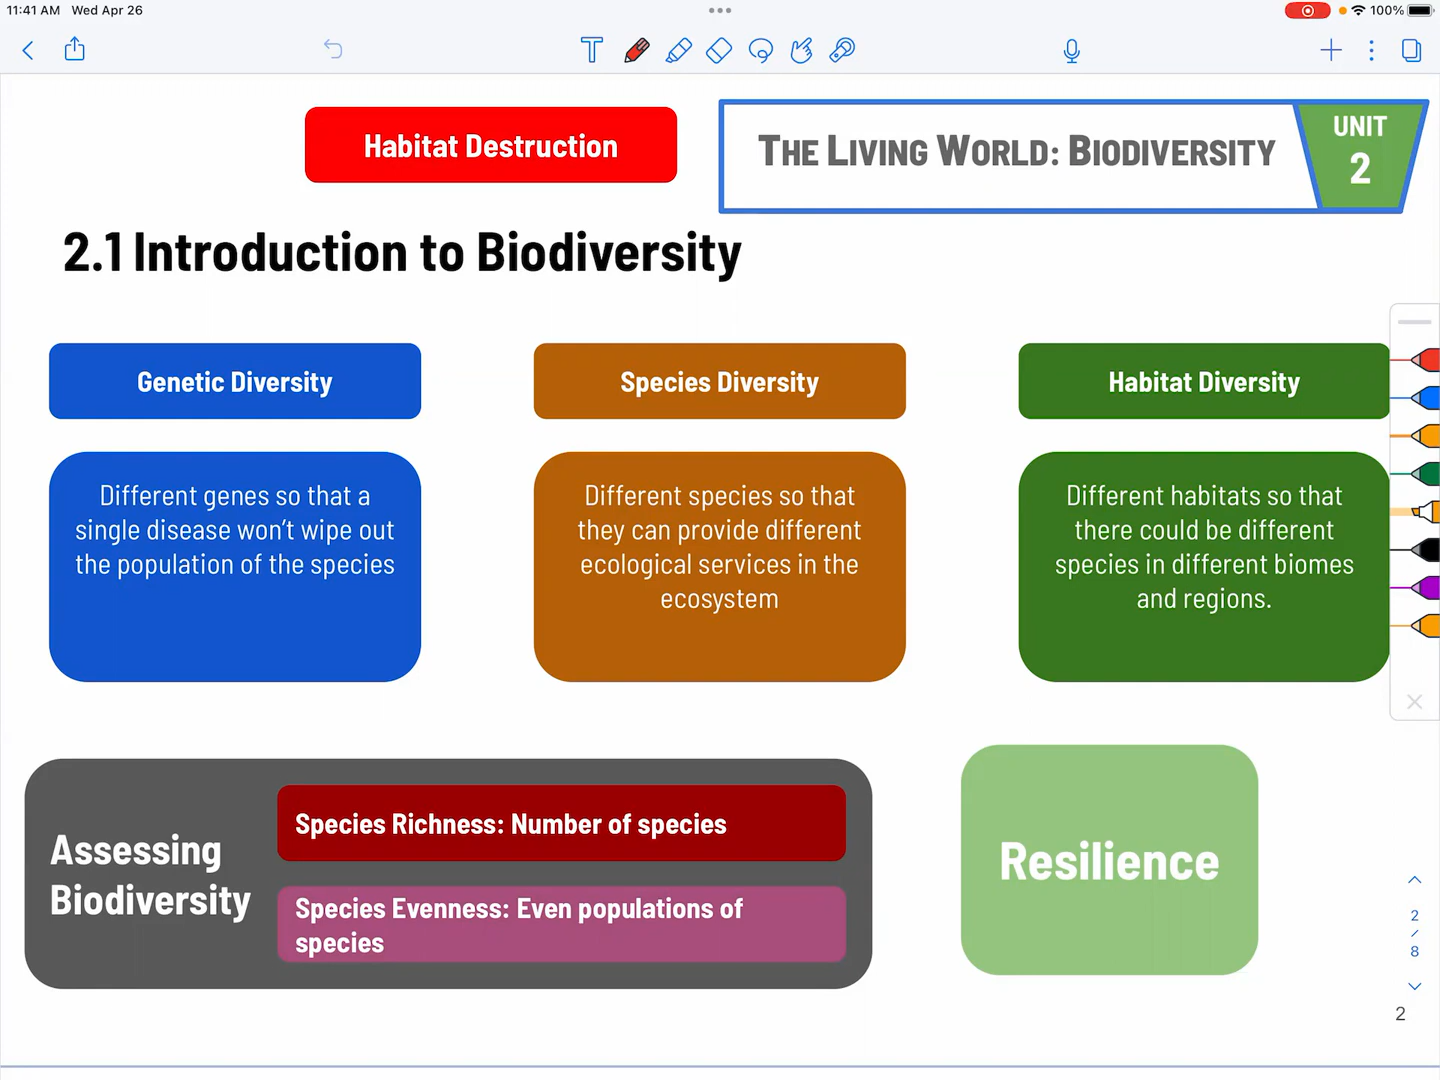 11:41 AM Wed Apr 26
100%
Habitat Destruction
THE LIVING WORLD: BIODIVERSITY
UNIT
2
2.1 Introduction to Biodiversity
Genetic Diversity
Different genes so that a
single disease won't wipe out
the population of the species
Species Diversity
Different species so that
they can provide different
ecological services in the
ecosystem
Habitat Diversity
Different habitats so that
there could be different
species in different biomes
and regions.
Assessing
Biodiversity
Species Richness: Number of species
Species Evenness: Even populations of
species
Resilience
2
/
8
2